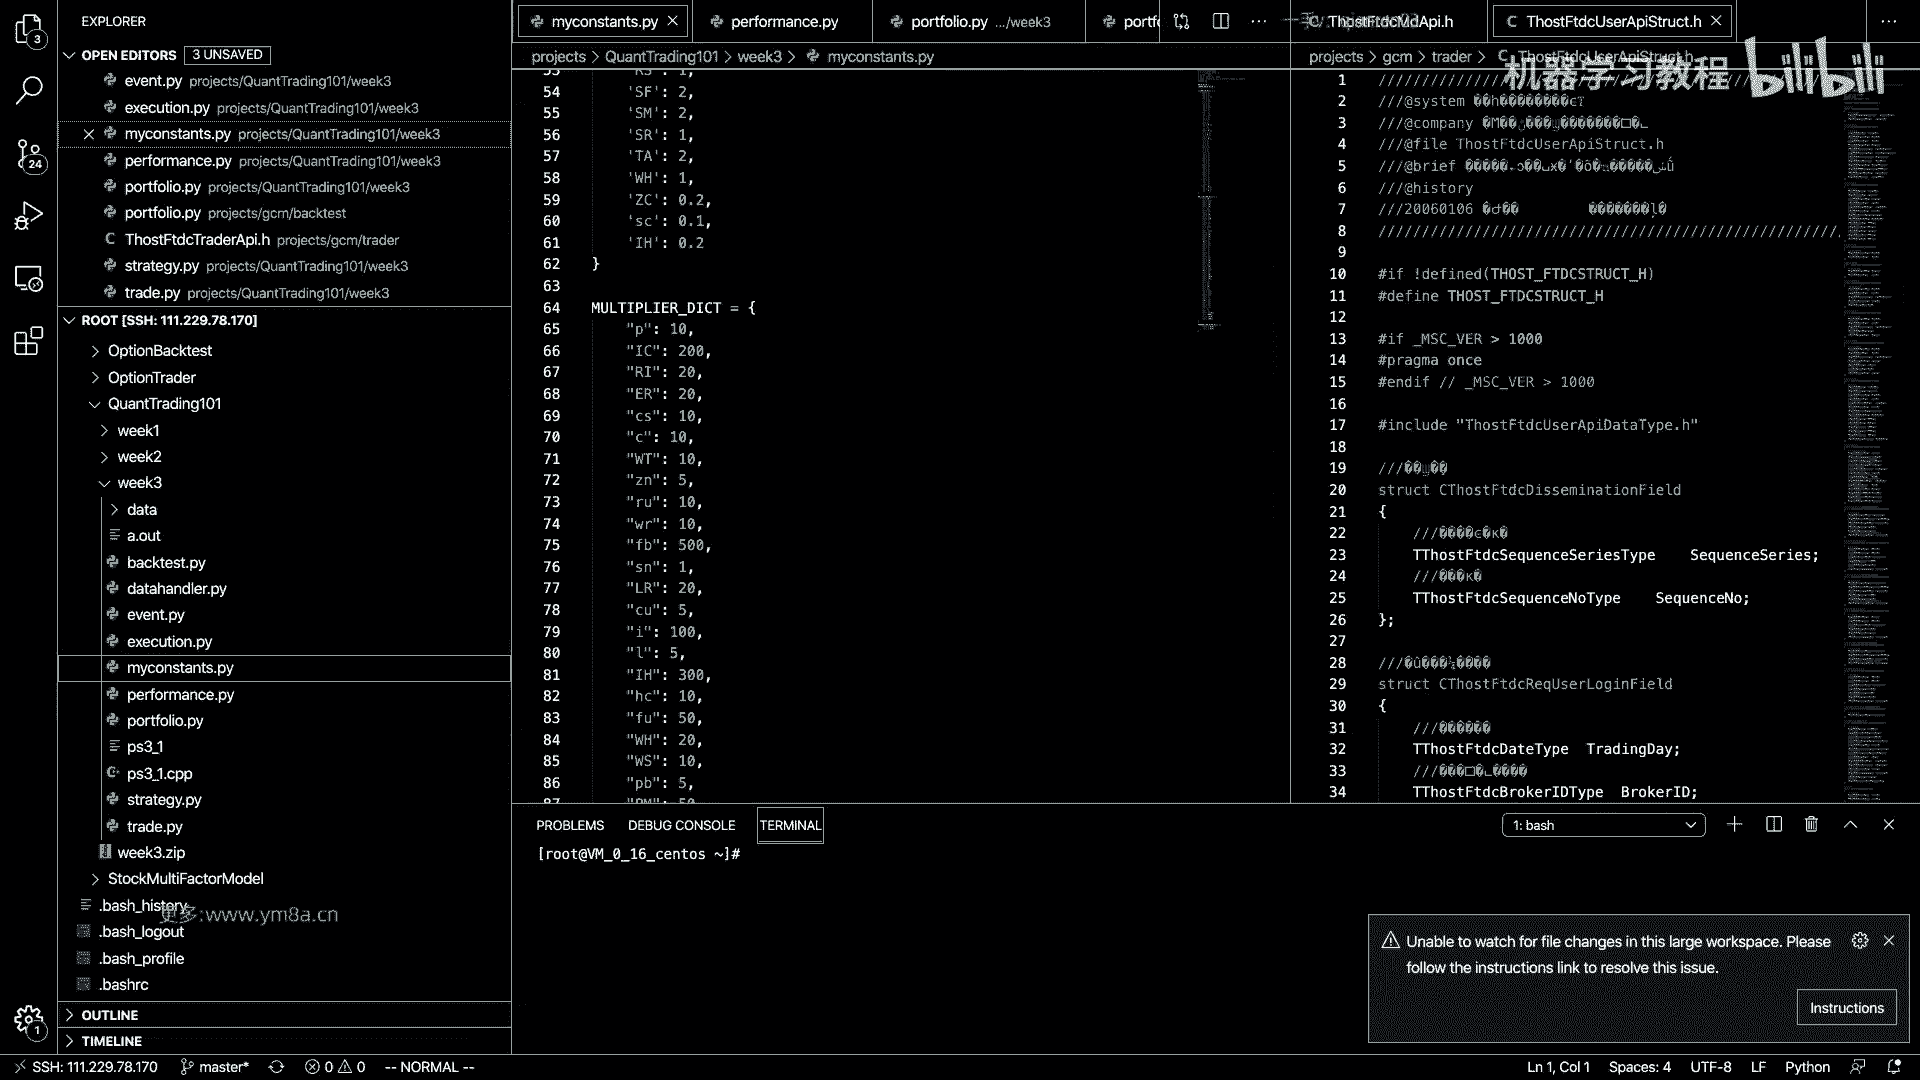 EXPLORER
OPEN EDITORS 3 UNSAVED
event.py projects/QuantTrading101/week3
execution.py projects/QuantTrading101/week3
myconstants.py projects/QuantTrading101/week3
performance.py projects/QuantTrading101/week3
portfolio.py projects/QuantTrading101/week3
portfolio.py projects/gcm/backtest
C ThostFtdcTraderApi.h projects/gcm/trader
strategy.py projects/QuantTrading101/week3
trade.py projects/QuantTrading101/week3
ROOT [SSH: 111.229.78.170]
OptionBacktest
OptionTrader
QuantTrading101
week1
week2
week3
data
a.out
backtest.py
datahandler.py
event.py
execution.py
myconstants.py
performance.py
portfolio.py
ps3_1
ps3_1.cpp
strategy.py
trade.py
week3.zip
StockMultiFactorModel
.bash_history
更多:www.ym8a.cn
.bash_logout
.bash_profile
.bashrc
OUTLINE
TIMELINE
myconstants.py performance.py portfolio.py .../week3 portfo
projects > QuantTrading101 > week3 > myconstants.py
54 'SF': 2,
55 'SM': 2,
56 'SR': 1,
57 'TA': 2,
58 'WH': 1,
59 'ZC': 0.2,
60 'sc': 0.1,
61 'IH': 0.2
62 }
63
64 MULTIPLIER_DICT = {
65 "p": 10,
66 "IC": 200,
67 "RI": 20,
68 "ER": 20,
69 "cs": 10,
70 "c": 10,
71 "WT": 10,
72 "zn": 5,
73 "ru": 10,
74 "wr": 10,
75 "fb": 500,
76 "sn": 1,
77 "LR": 20,
78 "cu": 5,
79 "i": 100,
80 "l": 5,
81 "IH": 300,
82 "hc": 10,
83 "fu": 50,
84 "WH": 20,
85 "WS": 10,
86 "pb": 5,
ThostFtdcMdApi.h C ThostFtdcUserApiStruct.h
projects > gcm > trader > C ThostFtdcUserApiStruct.h
机器学习教程 bilibili
1
2 ///@system
3 ///@company
4 ///@file ThostFtdcUserApiStruct.h
5 ///@brief
6 ///@history
7 ///20060106
8
9
10 #if !defined(THOST_FTDCSTRUCT_H)
11 #define THOST_FTDCSTRUCT_H
12
13 #if _MSC_VER > 1000
14 #pragma once
15 #endif // _MSC_VER > 1000
16
17 #include "ThostFtdcUserApiDataType.h"
18
19 ///
20 struct CThostFtdcDisseminationField
21 {
22 ///
23 TThostFtdcSequenceSeriesType SequenceSeries;
24 ///
25 TThostFtdcSequenceNoType SequenceNo;
26 };
27
28 ///
29 struct CThostFtdcReqUserLoginField
30 {
31 ///
32 TThostFtdcDateType TradingDay;
33 ///
34 TThostFtdcBrokerIDType BrokerID;
PROBLEMS DEBUG CONSOLE TERMINAL
1: bash
[root@VM_0_16_centos ~]#
Unable to watch for file changes in this large workspace. Please
follow the instructions link to resolve this issue.
Instructions
SSH: 111.229.78.170 master* 0 0 -- NORMAL --
Ln 1, Col 1 Spaces: 4 UTF-8 LF Python